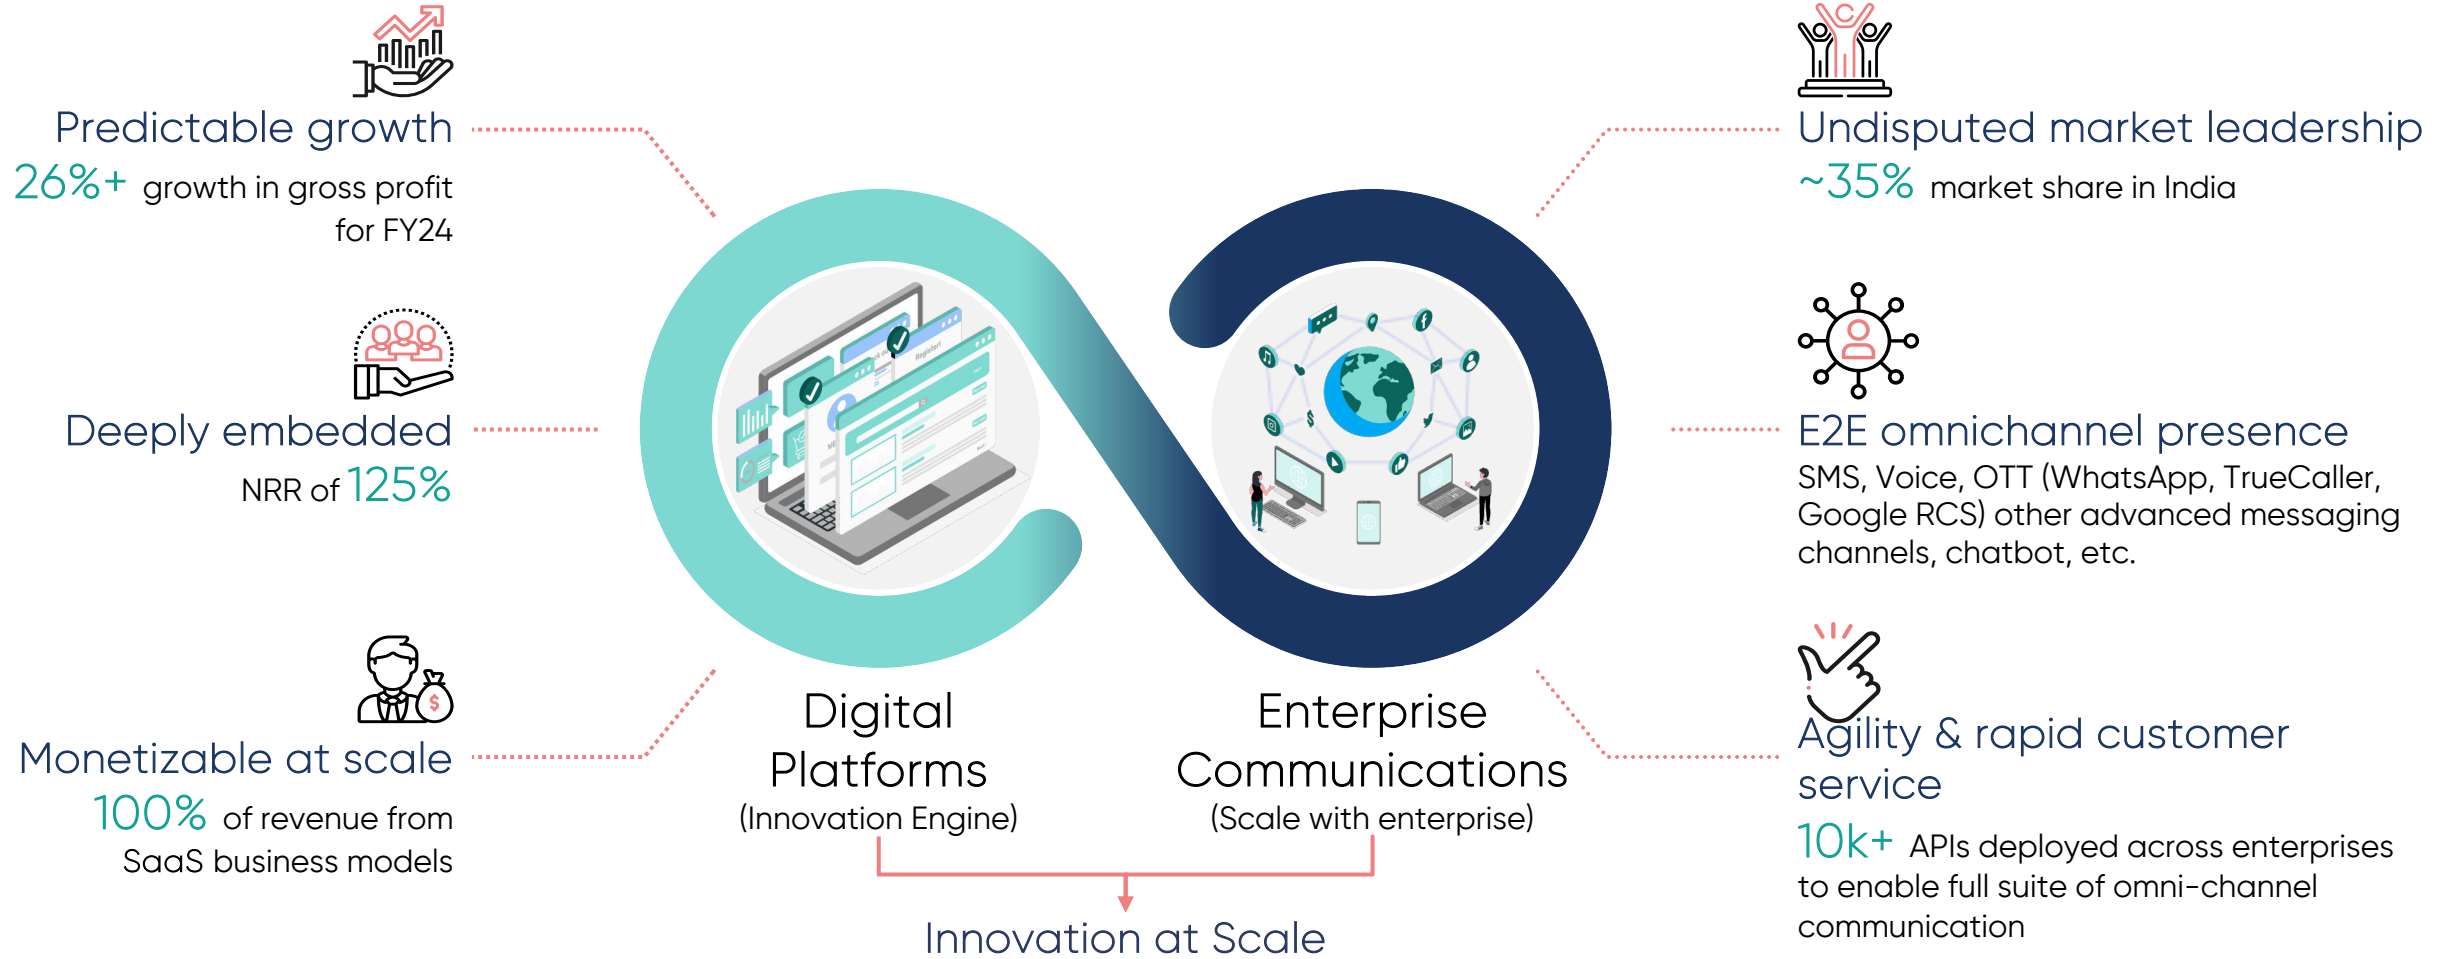 Predictable growth
26%+ growth in gross profit
for FY24
Deeply embedded
NRR of 125%
Monetizable at scale
100% of revenue from
SaaS business models
Register!
Digital
Platforms
(Innovation Engine)
Enterprise
Communications
(Scale with enterprise)
Innovation at Scale
Undisputed market leadership
~35% market share in India
E2E omnichannel presence
SMS, Voice, OTT (WhatsApp, TrueCaller,
Google RCS) other advanced messaging
channels, chatbot, etc.
Agility & rapid customer
service
10k+ APIs deployed across enterprises
to enable full suite of omni-channel
communication